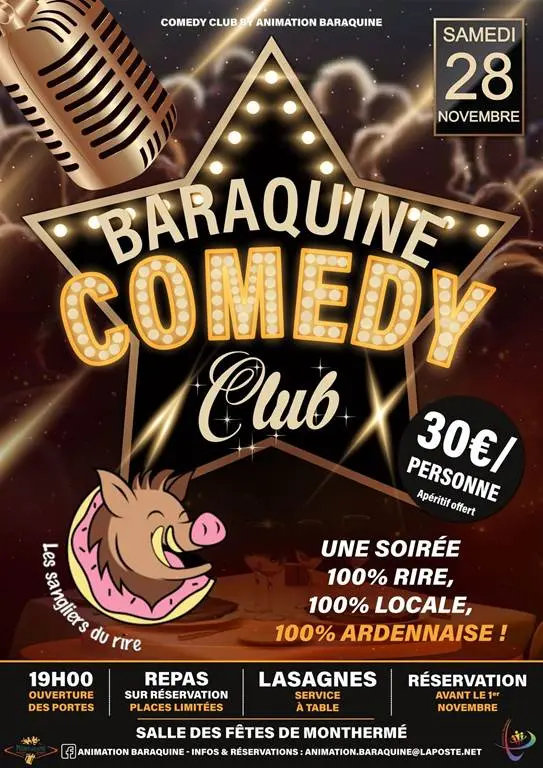 COMEDY CLUB BY ANIMATION BARAQUINE
SAMEDI
28
NOVEMBRE
BARAQUINE
COMEDY
Club
30€/
PERSONNE
Apéritif offert
Les sangliers du rire
UNE SOIRÉE
100% RIRE,
100% LOCALE,
100% ARDENNAISE !
19H00
OUVERTURE
DES PORTES
REPAS
SUR RÉSERVATION
PLACES LIMITÉES
LASAGNES
SERVICE
À TABLE
RÉSERVATION
AVANT LE 1er
NOVEMBRE
SALLE DES FÊTES DE MONTHERMÉ
ANIMATION BARAQUINE - INFOS & RÉSERVATIONS : ANIMATION.BARAQUINE@LAPOSTE.NET